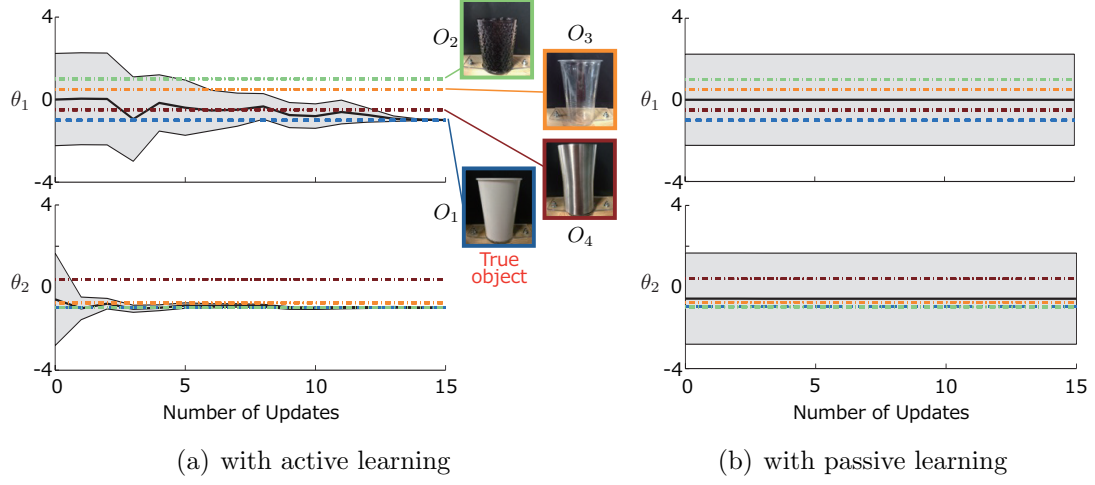 4
θ1
0
-4
4
θ2
0
-4
0
5
10
15
Number of Updates
O2
O3
O1
O4
True
object
(a) with active learning
4
θ1
0
-4
4
θ2
0
-4
0
5
10
15
Number of Updates
(b) with passive learning